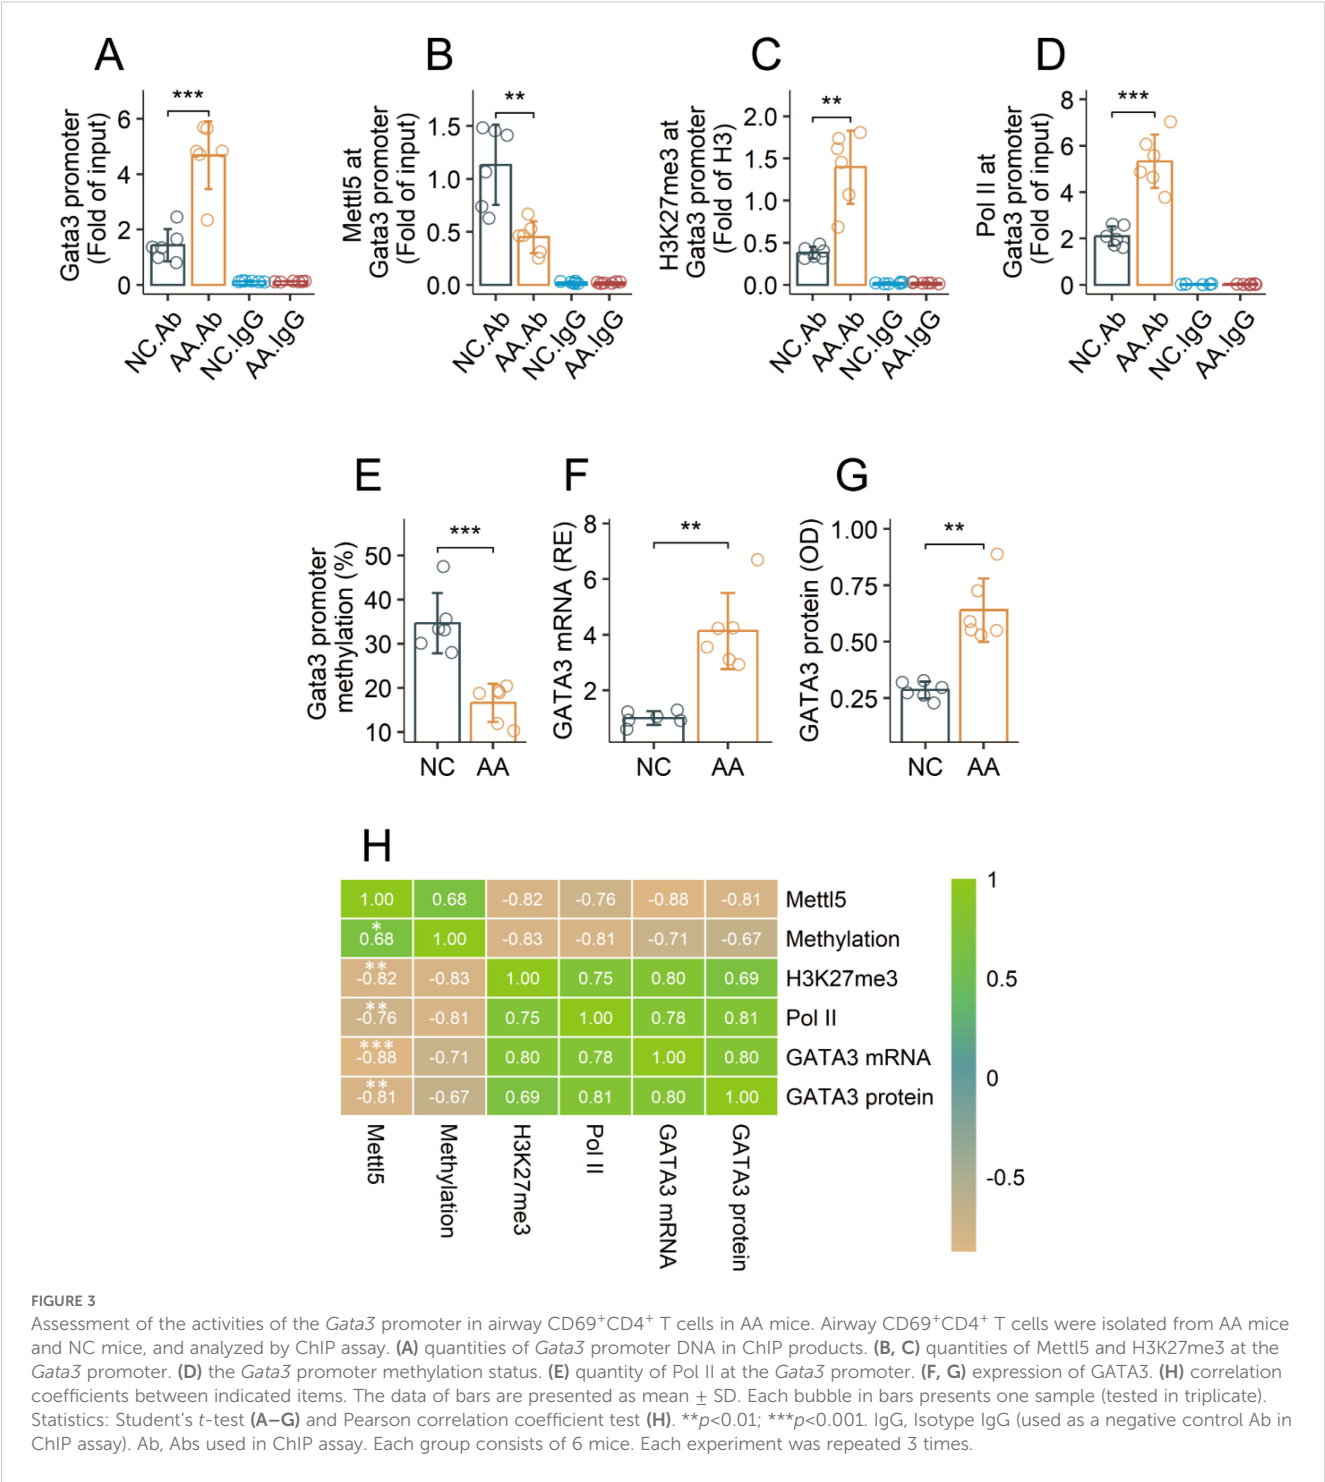 A
B
C
D
***
**
**
***
Gata3 promoter
(Fold of input)
6
4
2
0
NC.Ab
AA.Ab
NC.IgG
AA.IgG
Mettl5 at
Gata3 promoter
(Fold of input)
1.5
1.0
0.5
0.0
NC.Ab
AA.Ab
NC.IgG
AA.IgG
H3K27me3 at
Gata3 promoter
(Fold of H3)
2.0
1.5
1.0
0.5
0.0
NC.Ab
AA.Ab
NC.IgG
AA.IgG
Pol II at
Gata3 promoter
(Fold of input)
8
6
4
2
0
NC.Ab
AA.Ab
NC.IgG
AA.IgG
E
F
G
***
**
**
Gata3 promoter
methylation (%)
50
40
30
20
10
NC AA
GATA3 mRNA (RE)
8
6
4
2
NC AA
GATA3 protein (OD)
1.00
0.75
0.50
0.25
NC AA
H
1.00 0.68 -0.82 -0.76 -0.88 -0.81 Mettl5
*
0.68 1.00 -0.83 -0.81 -0.71 -0.67 Methylation
**
-0.82 -0.83 1.00 0.75 0.80 0.69 H3K27me3
**
-0.76 -0.81 0.75 1.00 0.78 0.81 Pol II
***
-0.88 -0.71 0.80 0.78 1.00 0.80 GATA3 mRNA
**
-0.81 -0.67 0.69 0.81 0.80 1.00 GATA3 protein
Mettl5
Methylation
H3K27me3
Pol II
GATA3 mRNA
GATA3 protein
1
0.5
0
-0.5
FIGURE 3
Assessment of the activities of the Gata3 promoter in airway CD69+CD4+ T cells in AA mice. Airway CD69+CD4+ T cells were isolated from AA mice
and NC mice, and analyzed by ChIP assay. (A) quantities of Gata3 promoter DNA in ChIP products. (B, C) quantities of Mettl5 and H3K27me3 at the
Gata3 promoter. (D) the Gata3 promoter methylation status. (E) quantity of Pol II at the Gata3 promoter. (F, G) expression of GATA3. (H) correlation
coefficients between indicated items. The data of bars are presented as mean ± SD. Each bubble in bars presents one sample (tested in triplicate).
Statistics: Student's t-test (A–G) and Pearson correlation coefficient test (H). **p<0.01; ***p<0.001. IgG, Isotype IgG (used as a negative control Ab in
ChIP assay). Ab, Abs used in ChIP assay. Each group consists of 6 mice. Each experiment was repeated 3 times.